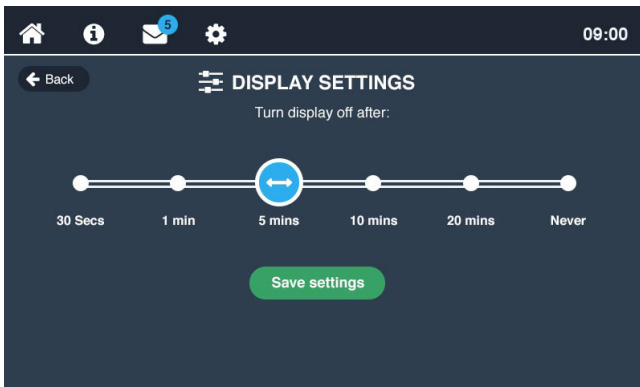 5
09:00
Back
DISPLAY SETTINGS
Turn display off after:
30 Secs 1 min 5 mins 10 mins 20 mins Never
Save settings